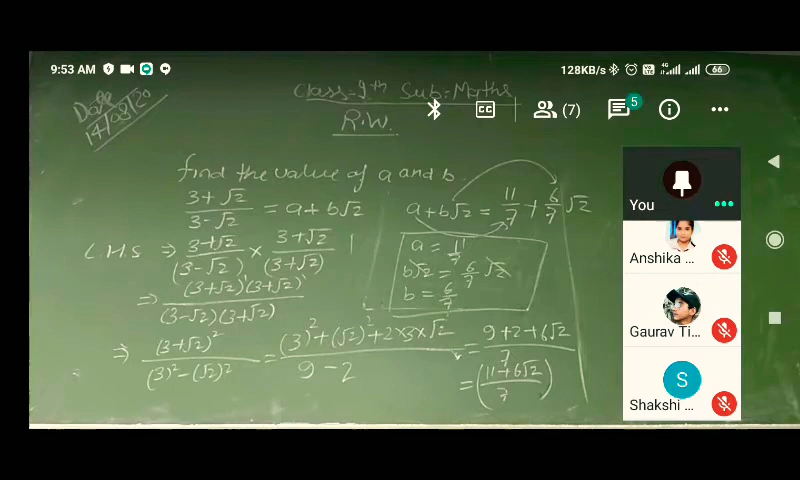 9:53 AM 128KB/s 4G 66
Class-9th Sub-Maths
Date
14/08/20
R.W.
(7) 5
find the value of a and b
3+√2/3-√2 = a+b√2
a+b√2 = 11/7 + 6/7 √2
L.H.S ⇒ 3+√2/(3-√2) × 3+√2/(3+√2)
a = 11/7
b√2 = 6/7 √2
b = 6/7
⇒ (3+√2)(3+√2)/(3-√2)(3+√2)
⇒ (3+√2)²/(3)²-(√2)² = (3)²+(√2)²+2×3×√2/9-2 = 9+2+6√2/7
= (11+6√2/7)
You
Anshika ...
Gaurav Ti...
S
Shakshi ...